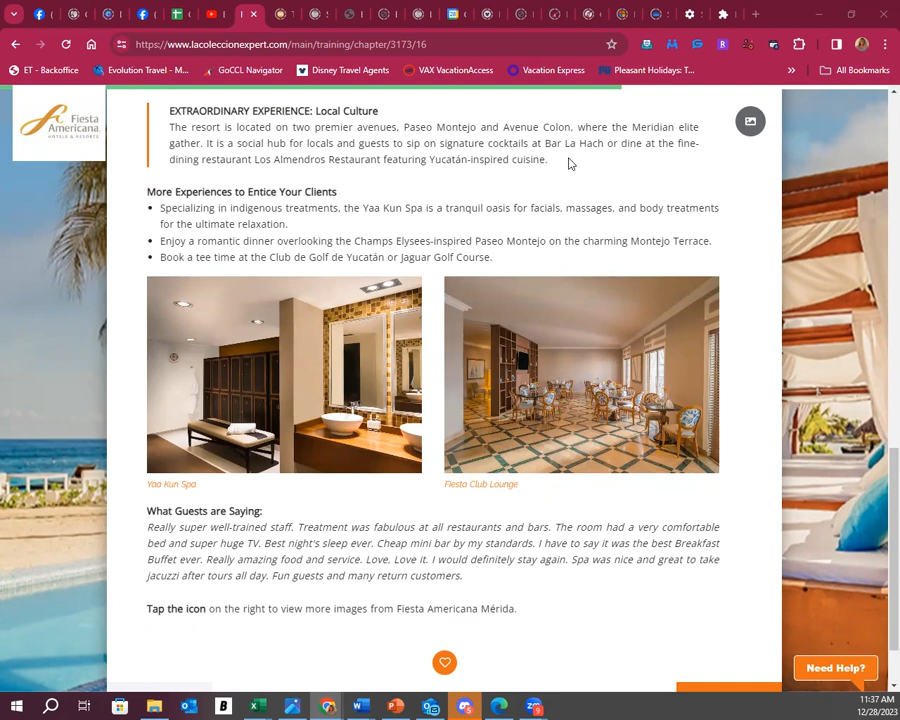 https://www.lacoleccionexpert.com/main/training/chapter/3173/16
ET - Backoffice
Evolution Travel - M...
GoCCL Navigator
Disney Travel Agents
VAX VacationAccess
Vacation Express
Pleasant Holidays: T...
»
All Bookmarks
Fiesta
Americana
HOTELS & RESORTS
EXTRAORDINARY EXPERIENCE: Local Culture
The resort is located on two premier avenues, Paseo Montejo and Avenue Colon, where the Meridian elite
gather. It is a social hub for locals and guests to sip on signature cocktails at Bar La Hach or dine at the fine-
dining restaurant Los Almendros Restaurant featuring Yucatán-inspired cuisine.
More Experiences to Entice Your Clients
• Specializing in indigenous treatments, the Yaa Kun Spa is a tranquil oasis for facials, massages, and body treatments
for the ultimate relaxation.
• Enjoy a romantic dinner overlooking the Champs Elysees-inspired Paseo Montejo on the charming Montejo Terrace.
• Book a tee time at the Club de Golf de Yucatán or Jaguar Golf Course.
Yaa Kun Spa
Fiesta Club Lounge
What Guests are Saying:
Really super well-trained staff. Treatment was fabulous at all restaurants and bars. The room had a very comfortable
bed and super huge TV. Best night's sleep ever. Cheap mini bar by my standards. I have to say it was the best Breakfast
Buffet ever. Really amazing food and service. Love, Love it. I would definitely stay again. Spa was nice and great to take
jacuzzi after tours all day. Fun guests and many return customers.
Tap the icon on the right to view more images from Fiesta Americana Mérida.
Need Help?
11:37 AM
12/28/2023